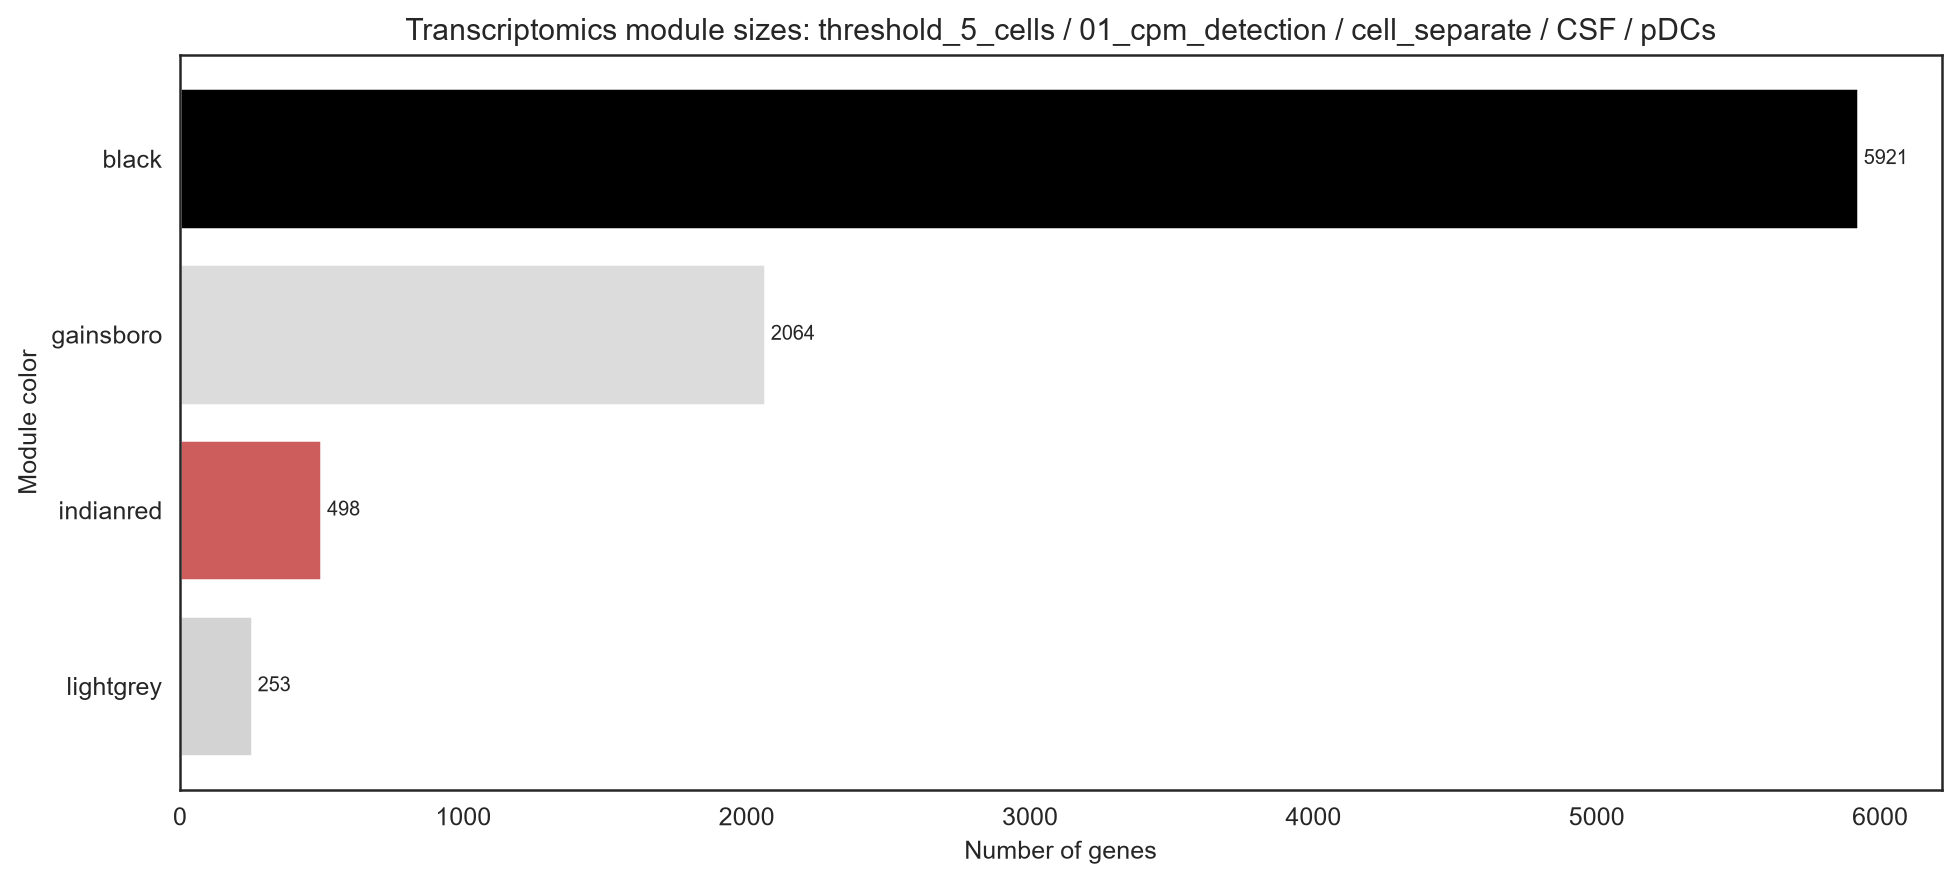 Transcriptomics module sizes: threshold_5_cells / 01_cpm_detection / cell_separate / CSF / pDCs
Module color
black
5921
gainsboro
2064
indianred
498
lightgrey
253
0 1000 2000 3000 4000 5000 6000
Number of genes